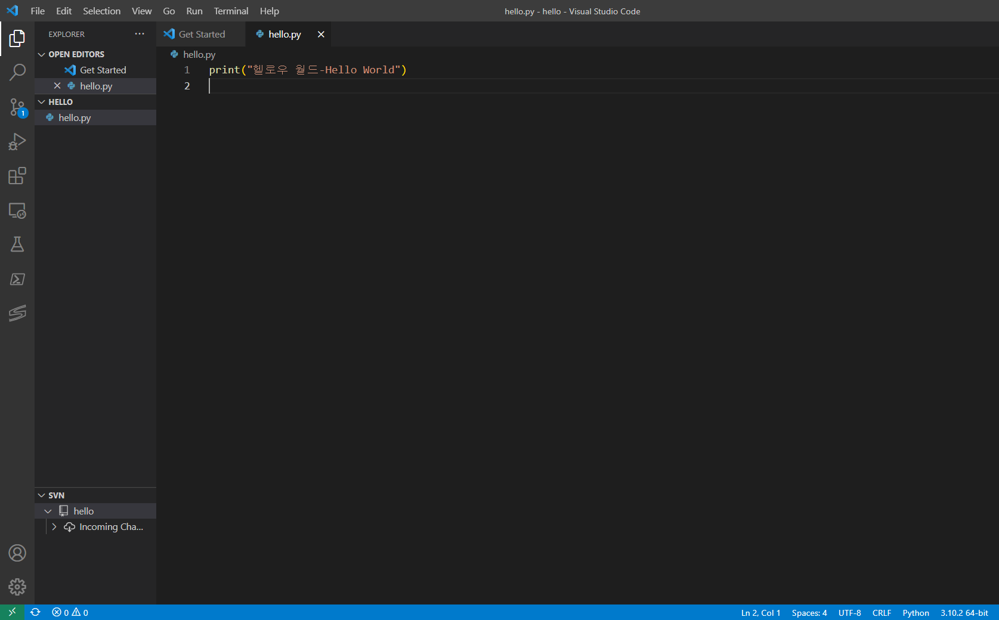 File Edit Selection View Go Run Terminal Help
hello.py - hello - Visual Studio Code
EXPLORER
OPEN EDITORS
Get Started
hello.py
HELLO
hello.py
1
Get Started
hello.py
hello.py
1 print("헬로우 월드-Hello World")
2
SVN
hello
Incoming Cha...
0 0
Ln 2, Col 1 Spaces: 4 UTF-8 CRLF Python 3.10.2 64-bit